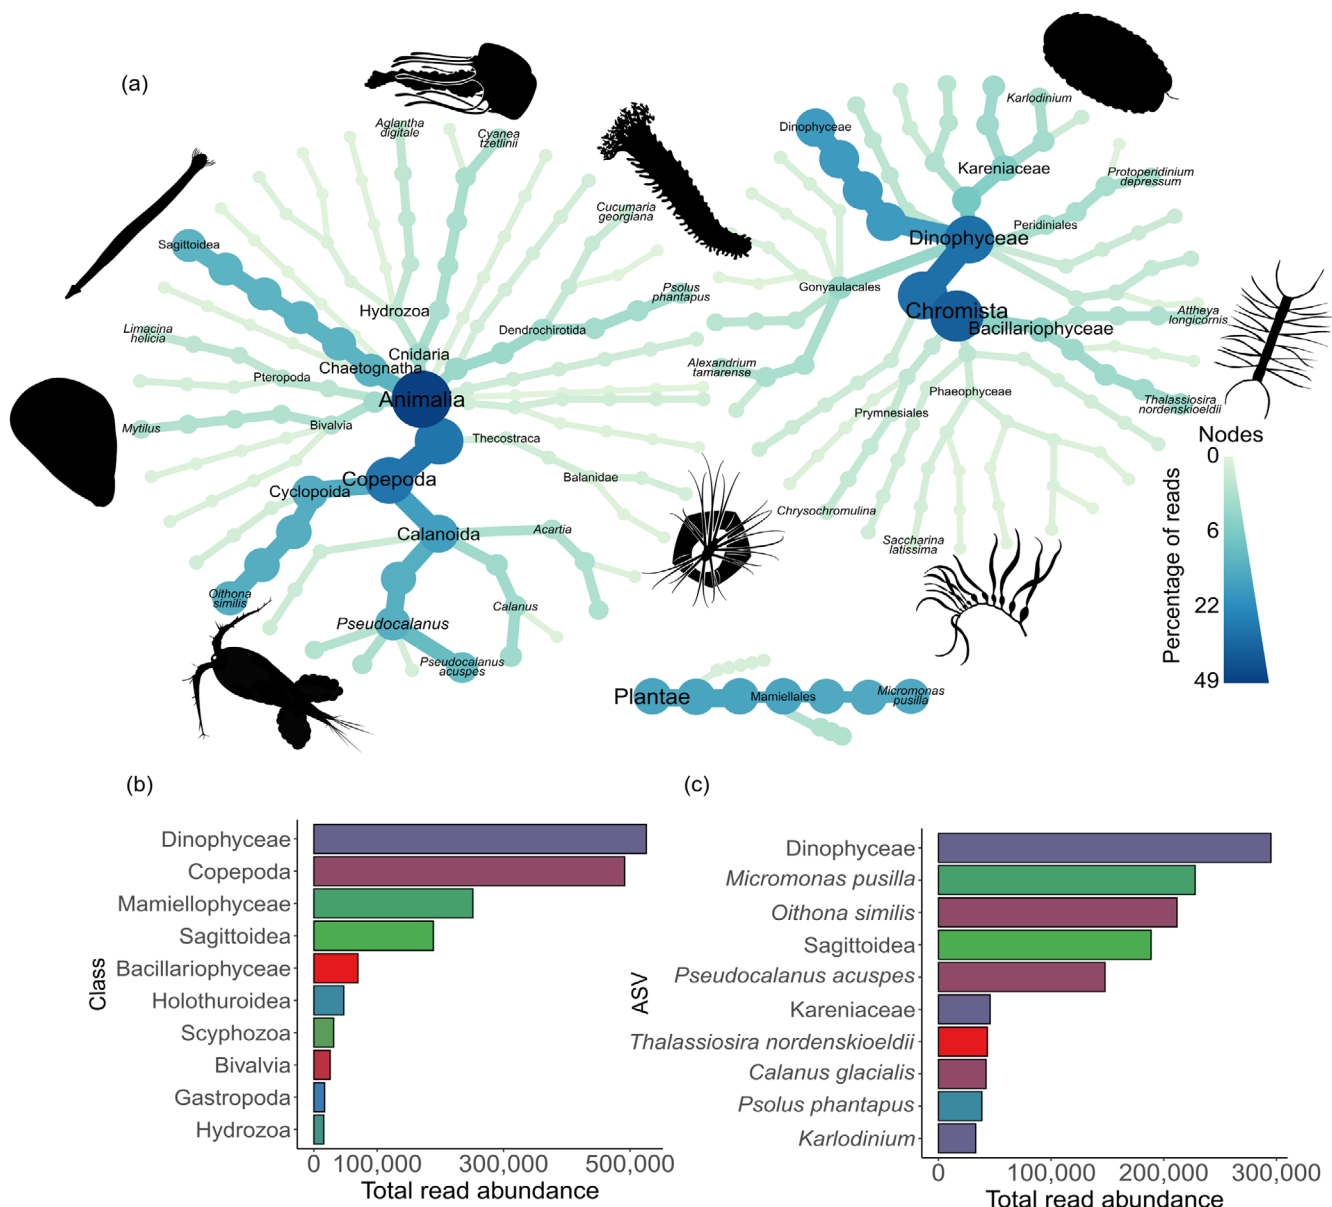 (a)
Aglantha
digitale
Cyanea
tzetlinii
Sagittoidea
Cucumaria
georgiana
Hydrozoa
Psolus
phantapus
Dendrochirotida
Limacina
helicia
Cnidaria
Chaetognatha
Pteropoda
Animalia
Mytilus
Bivalvia
Thecostraca
Copepoda
Cyclopoida
Balanidae
Calanoida
Acartia
Oithona
similis
Calanus
Pseudocalanus
Pseudocalanus
acuspes
Karlodinium
Dinophyceae
Kareniaceae
Protoperidinium
depressum
Peridiniales
Dinophyceae
Gonyaulacales
Chromista
Bacillariophyceae
Attheya
longicornis
Alexandrium
tamarense
Phaeophyceae
Prymnesiales
Thalassiosira
nordenskioeldii
Chrysochromulina
Saccharina
latissima
Nodes
0
6
22
49
Percentage of reads
Plantae
Mamiellales
Micromonas
pusilla
(b)
Class
Dinophyceae
Copepoda
Mamiellophyceae
Sagittoidea
Bacillariophyceae
Holothuroidea
Scyphozoa
Bivalvia
Gastropoda
Hydrozoa
0 100,000 300,000 500,000
Total read abundance
(c)
ASV
Dinophyceae
Micromonas pusilla
Oithona similis
Sagittoidea
Pseudocalanus acuspes
Kareniaceae
Thalassiosira nordenskioeldii
Calanus glacialis
Psolus phantapus
Karlodinium
0 100,000 200,000 300,000
Total read abundance